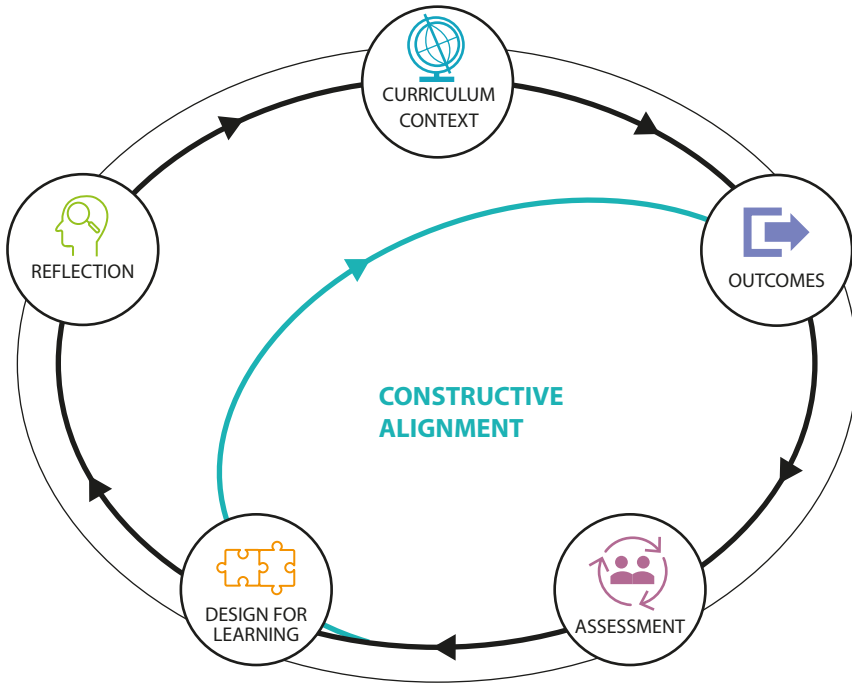 CURRICULUM
CONTEXT
OUTCOMES
ASSESSMENT
DESIGN FOR
LEARNING
REFLECTION
CONSTRUCTIVE
ALIGNMENT